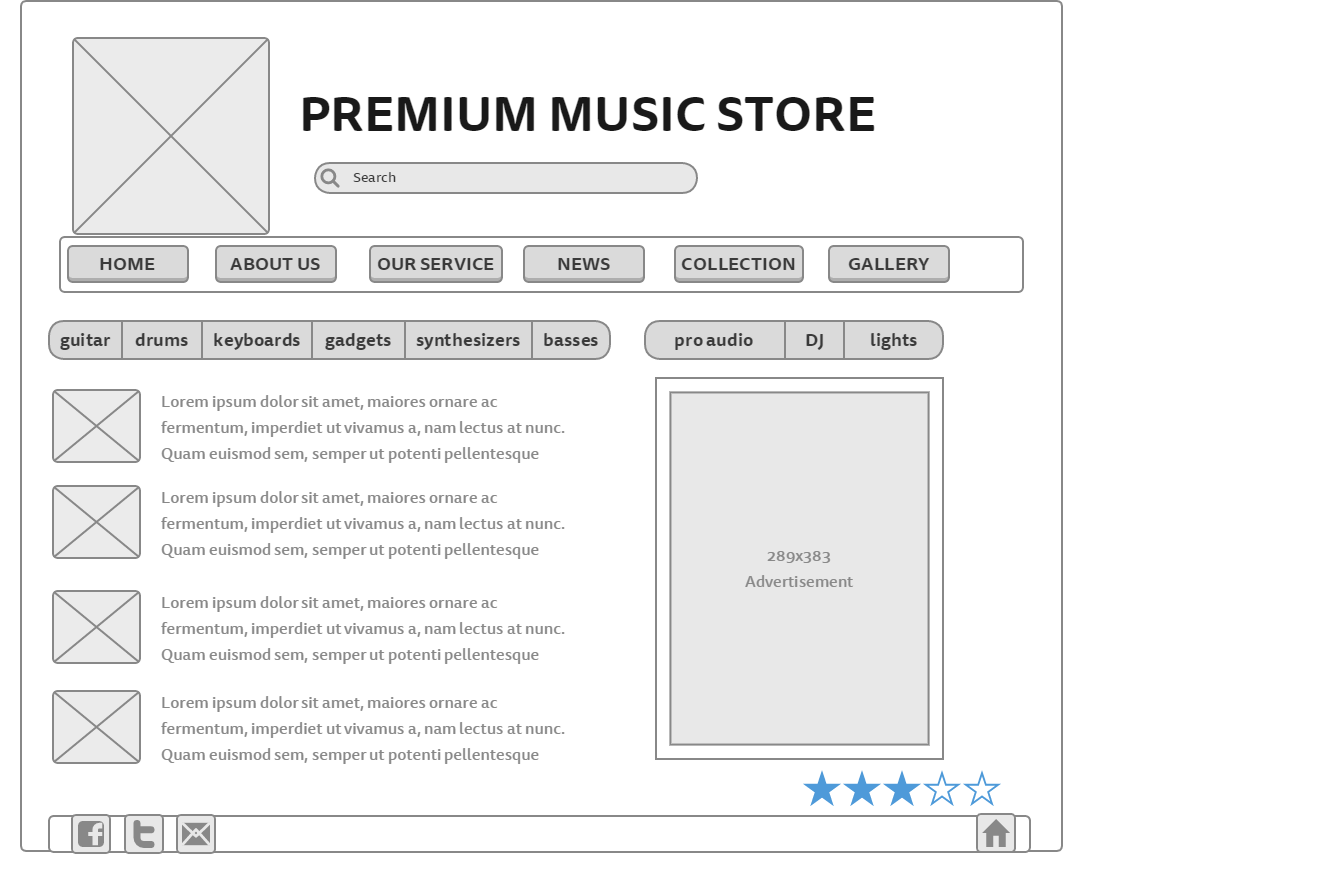 PREMIUM MUSIC STORE
Search
HOME ABOUT US OUR SERVICE NEWS COLLECTION GALLERY
guitar drums keyboards gadgets synthesizers basses pro audio DJ lights
Lorem ipsum dolor sit amet, maiores ornare ac
fermentum, imperdiet ut vivamus a, nam lectus at nunc.
Quam euismod sem, semper ut potenti pellentesque
Lorem ipsum dolor sit amet, maiores ornare ac
fermentum, imperdiet ut vivamus a, nam lectus at nunc.
Quam euismod sem, semper ut potenti pellentesque
Lorem ipsum dolor sit amet, maiores ornare ac
fermentum, imperdiet ut vivamus a, nam lectus at nunc.
Quam euismod sem, semper ut potenti pellentesque
Lorem ipsum dolor sit amet, maiores ornare ac
fermentum, imperdiet ut vivamus a, nam lectus at nunc.
Quam euismod sem, semper ut potenti pellentesque
289x383
Advertisement